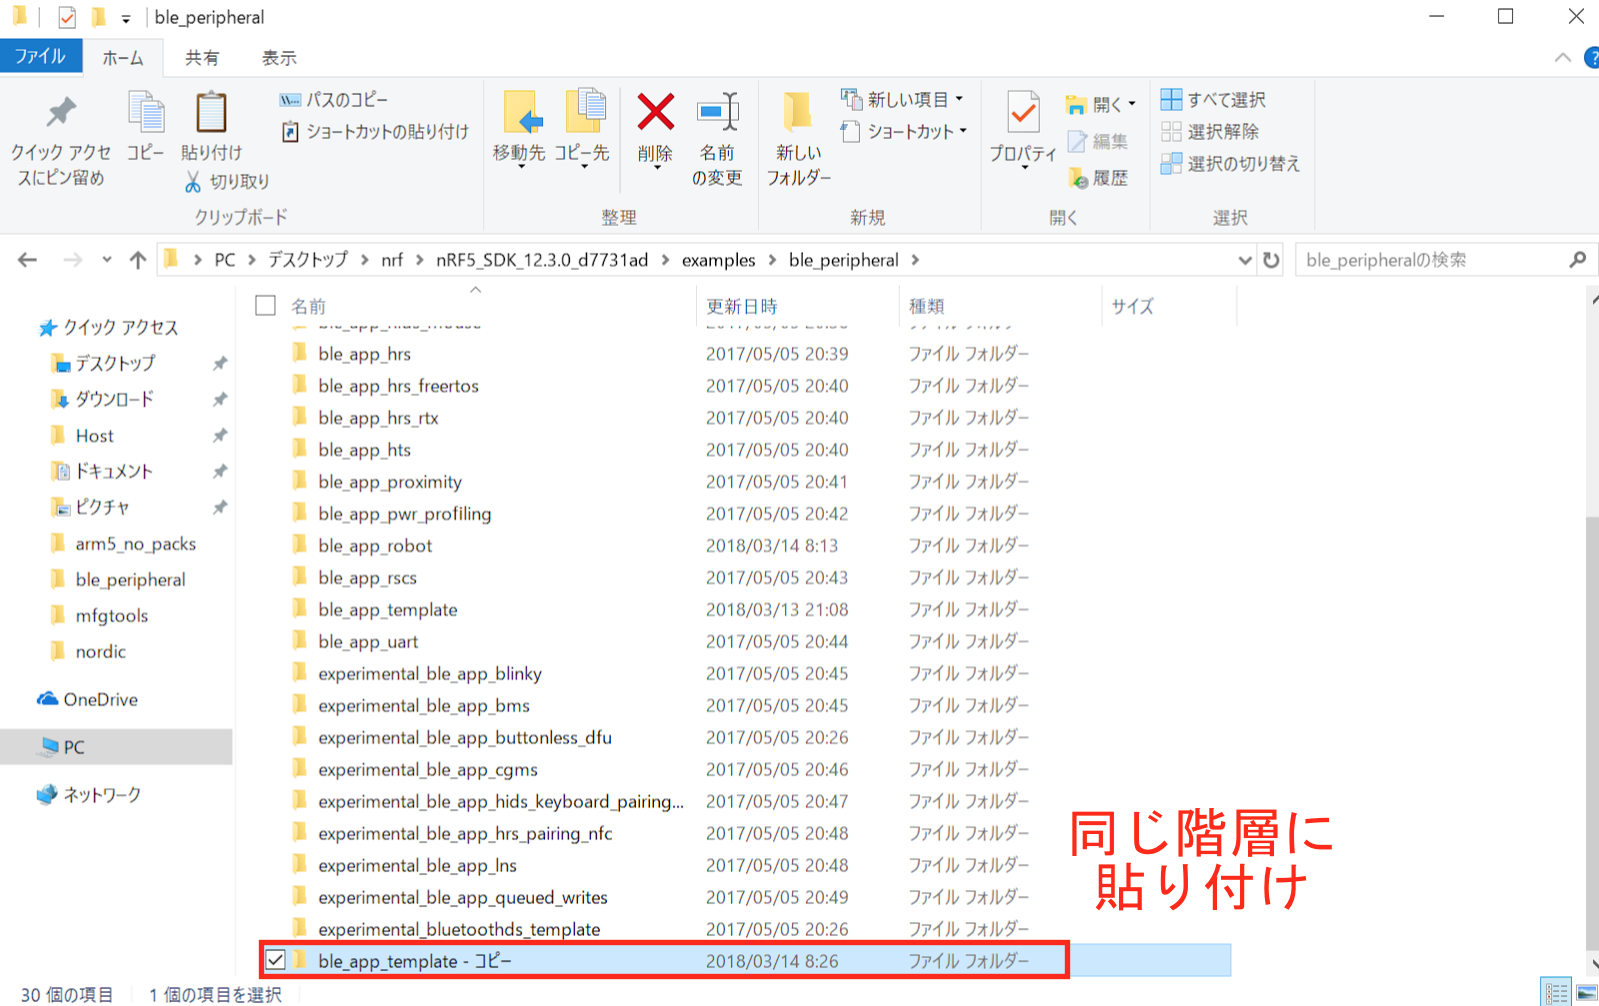 ble_peripheral
ファイル ホーム 共有 表示
クイック アクセスにピン留め
コピー
貼り付け
切り取り
パスのコピー
ショートカットの貼り付け
クリップボード
移動先
コピー先
削除
名前の変更
整理
新しいフォルダー
新しい項目
ショートカット
新規
プロパティ
開く
編集
履歴
開く
すべて選択
選択解除
選択の切り替え
選択
PC デスクトップ nrf nRF5_SDK_12.3.0_d7731ad examples ble_peripheral
ble_peripheralの検索
クイック アクセス
デスクトップ
ダウンロード
Host
ドキュメント
ピクチャ
arm5_no_packs
ble_peripheral
mfgtools
nordic
OneDrive
PC
ネットワーク
名前 更新日時 種類 サイズ
ble_app_hrs 2017/05/05 20:39 ファイル フォルダー
ble_app_hrs_freertos 2017/05/05 20:40 ファイル フォルダー
ble_app_hrs_rtx 2017/05/05 20:40 ファイル フォルダー
ble_app_hts 2017/05/05 20:40 ファイル フォルダー
ble_app_proximity 2017/05/05 20:41 ファイル フォルダー
ble_app_pwr_profiling 2017/05/05 20:42 ファイル フォルダー
ble_app_robot 2018/03/14 8:13 ファイル フォルダー
ble_app_rscs 2017/05/05 20:43 ファイル フォルダー
ble_app_template 2018/03/13 21:08 ファイル フォルダー
ble_app_uart 2017/05/05 20:44 ファイル フォルダー
experimental_ble_app_blinky 2017/05/05 20:45 ファイル フォルダー
experimental_ble_app_bms 2017/05/05 20:45 ファイル フォルダー
experimental_ble_app_buttonless_dfu 2017/05/05 20:26 ファイル フォルダー
experimental_ble_app_cgms 2017/05/05 20:46 ファイル フォルダー
experimental_ble_app_hids_keyboard_pairing... 2017/05/05 20:47 ファイル フォルダー
experimental_ble_app_hrs_pairing_nfc 2017/05/05 20:48 ファイル フォルダー
experimental_ble_app_lns 2017/05/05 20:48 ファイル フォルダー
experimental_ble_app_queued_writes 2017/05/05 20:49 ファイル フォルダー
experimental_bluetoothds_template 2017/05/05 20:26 ファイル フォルダー
ble_app_template - コピー 2018/03/14 8:26 ファイル フォルダー
同じ階層に
貼り付け
30 個の項目 1 個の項目を選択